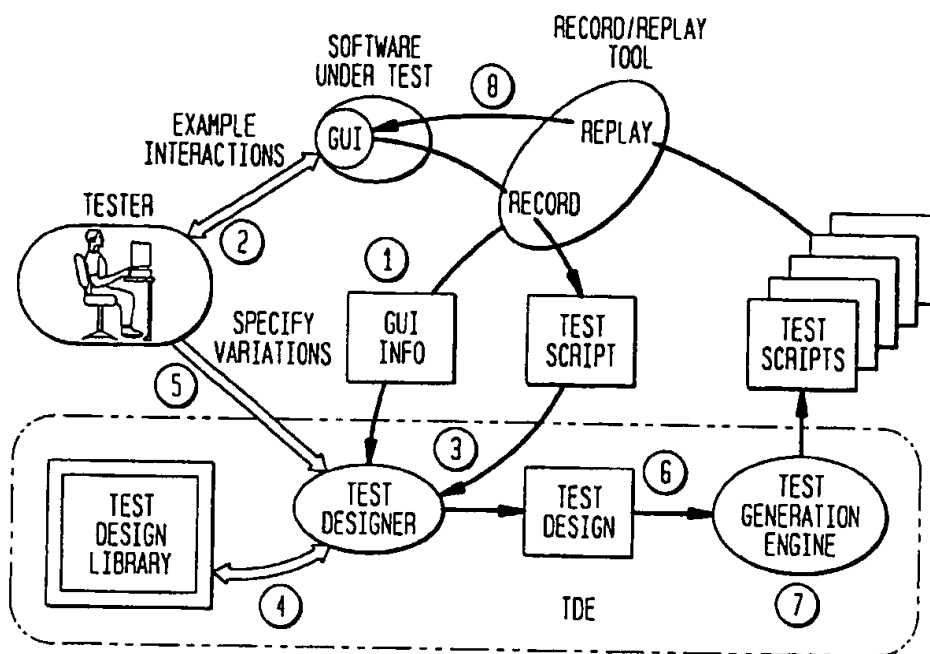 SOFTWARE
UNDER TEST
RECORD/REPLAY
TOOL
8
EXAMPLE
INTERACTIONS
GUI
REPLAY
TESTER
RECORD
2
1
SPECIFY
VARIATIONS
GUI
INFO
TEST
SCRIPT
TEST
SCRIPTS
5
3
6
TEST
DESIGN
LIBRARY
TEST
DESIGNER
TEST
DESIGN
TEST
GENERATION
ENGINE
4
TDE
7